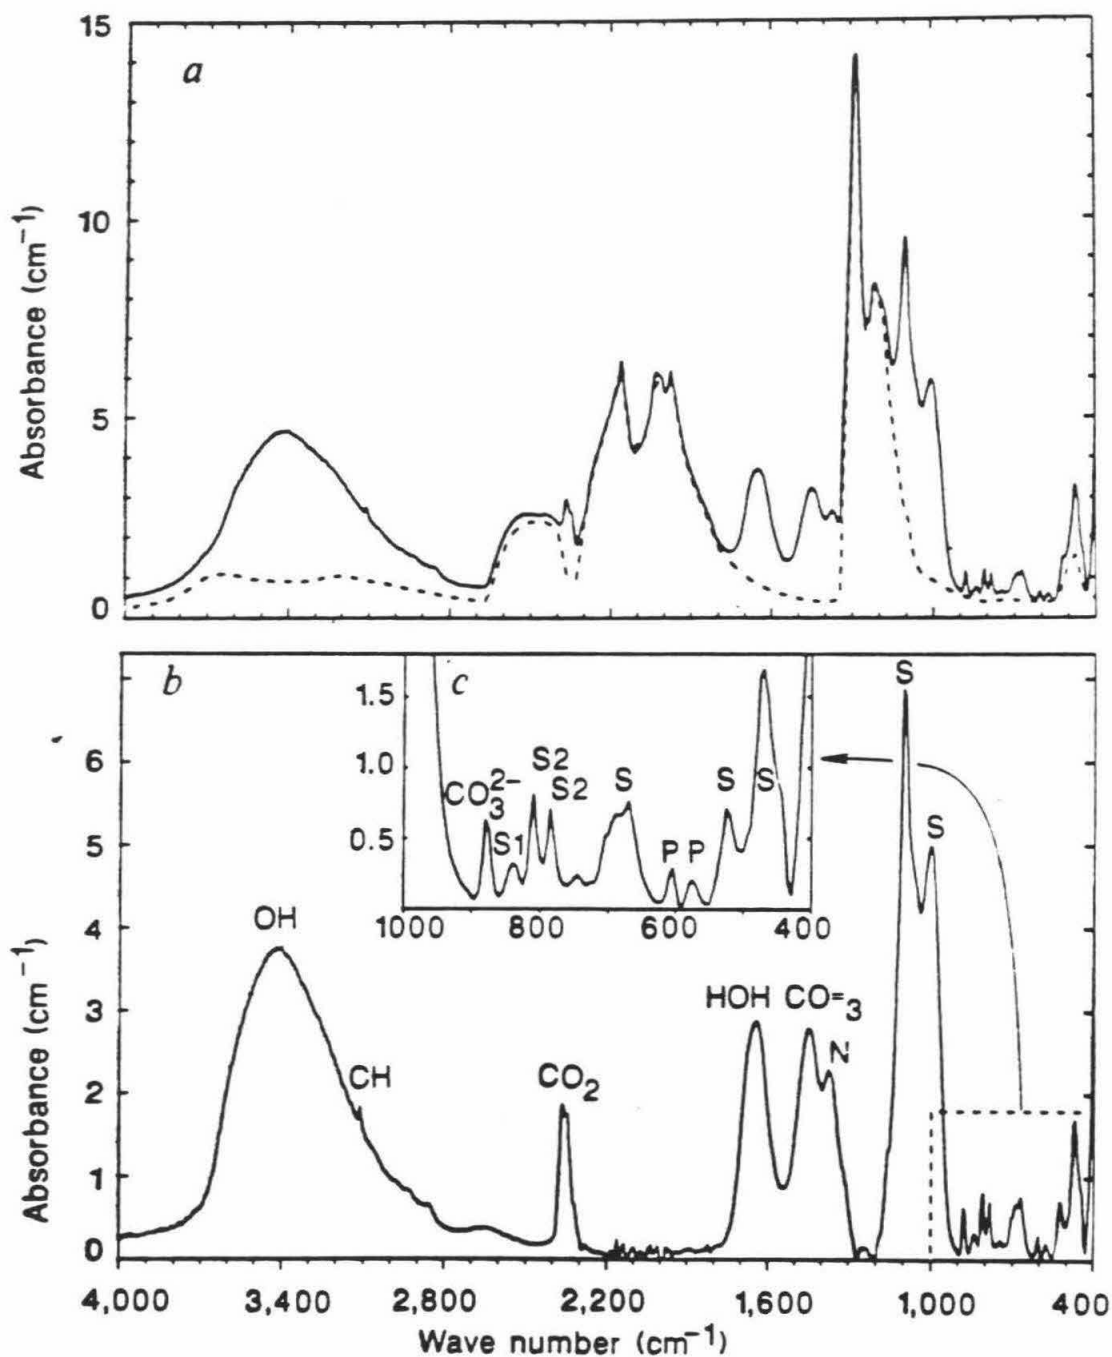 15
a
10
5
0
Absorbance (cm⁻¹)
b
c
1.5
1.0
0.5
CO₃²⁻
S1
S2
S2
S
P
P
S
S
1000
800
600
400
S
S
6
5
4
3
2
1
0
Absorbance (cm⁻¹)
OH
CH
CO₂
HOH
CO=₃
N
4,000
3,400
2,800
2,200
1,600
1,000
400
Wave number (cm⁻¹)